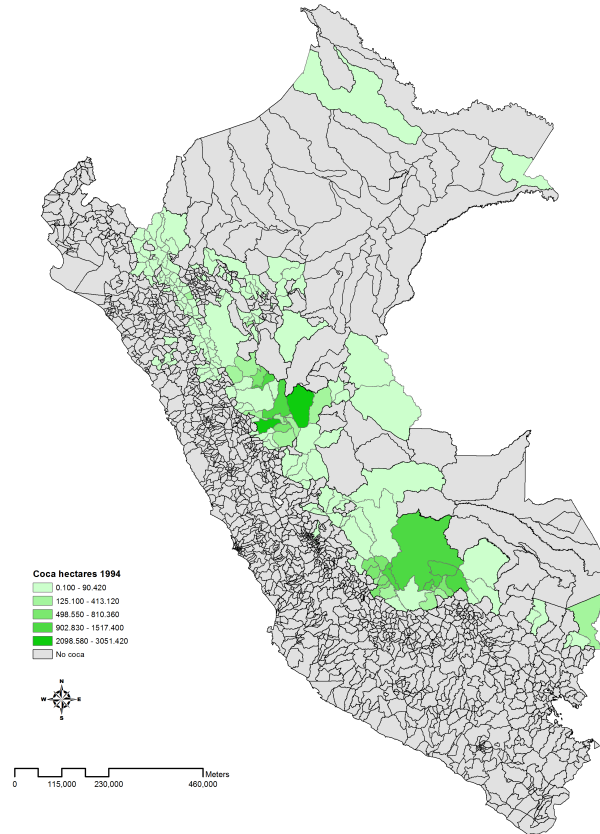 Coca hectares 1994
0.100 - 90.420
125.100 - 413.120
498.550 - 810.360
902.830 - 1517.400
2098.580 - 3051.420
No coca
N
W E
S
Meters
0 115,000 230,000 460,000